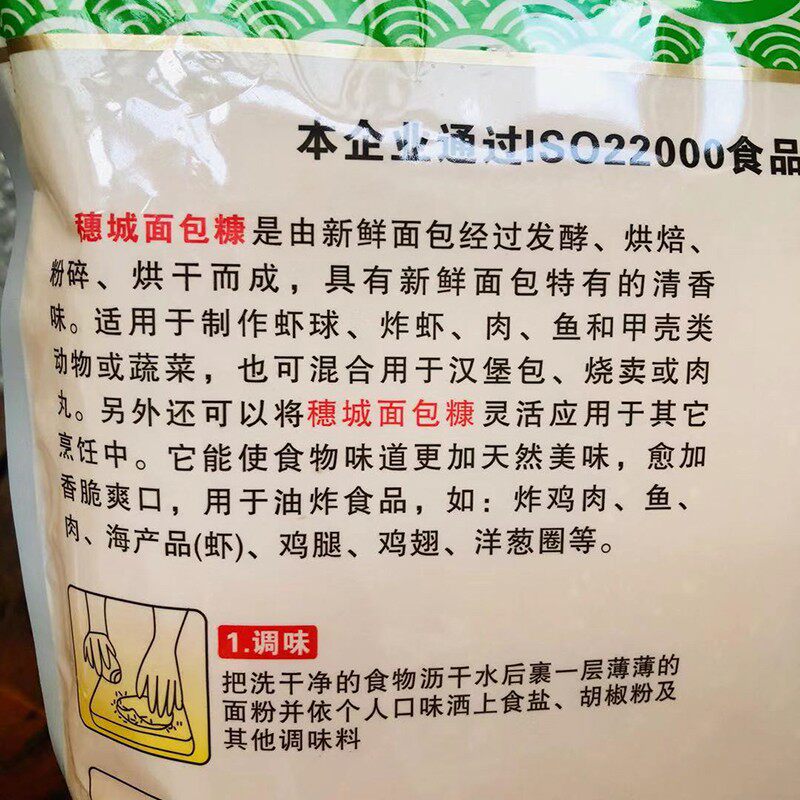 本企业通过ISO22000食品
穗城面包糠是由新鲜面包经过发酵、烘焙、
粉碎、烘干而成，具有新鲜面包特有的清香
味。适用于制作虾球、炸虾、肉、鱼和甲壳类
动物或蔬菜，也可混合用于汉堡包、烧卖或肉
丸。另外还可以将穗城面包糠灵活应用于其它
烹饪中。它能使食物味道更加天然美味，愈加
香脆爽口，用于油炸食品，如：炸鸡肉、鱼、
肉、海产品(虾)、鸡腿、鸡翅、洋葱圈等。
1.调味
把洗干净的食物沥干水后裹一层薄薄的
面粉并依个人口味洒上食盐、胡椒粉及
其他调味料